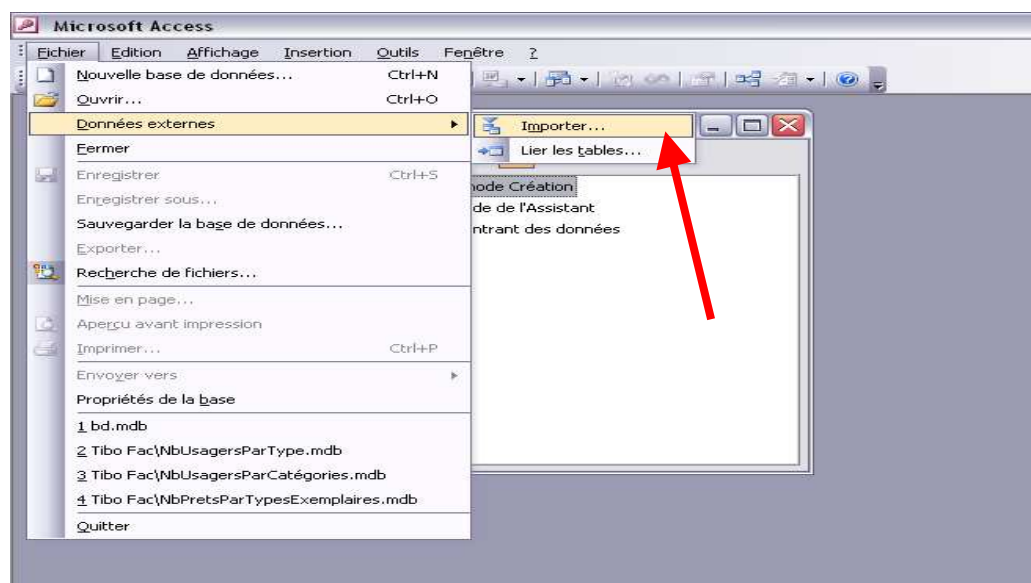 Microsoft Access
Fichier Edition Affichage Insertion Outils Fenêtre ?
Nouvelle base de données... Ctrl+N
Ouvrir... Ctrl+O
Données externes
Importer...
Fermer
Lier les tables...
Enregistrer Ctrl+S
node Création
Enregistrer sous...
de de l'Assistant
Sauvegarder la base de données...
ntrant des données
Exporter...
Recherche de fichiers...
Mise en page...
Aperçu avant impression
Imprimer... Ctrl+P
Envoyer vers
Propriétés de la base
1 bd.mdb
2 Tibo Fac\NbUsagersParType.mdb
3 Tibo Fac\NbUsagersParCatégories.mdb
4 Tibo Fac\NbPretsParTypesExemplaires.mdb
Quitter